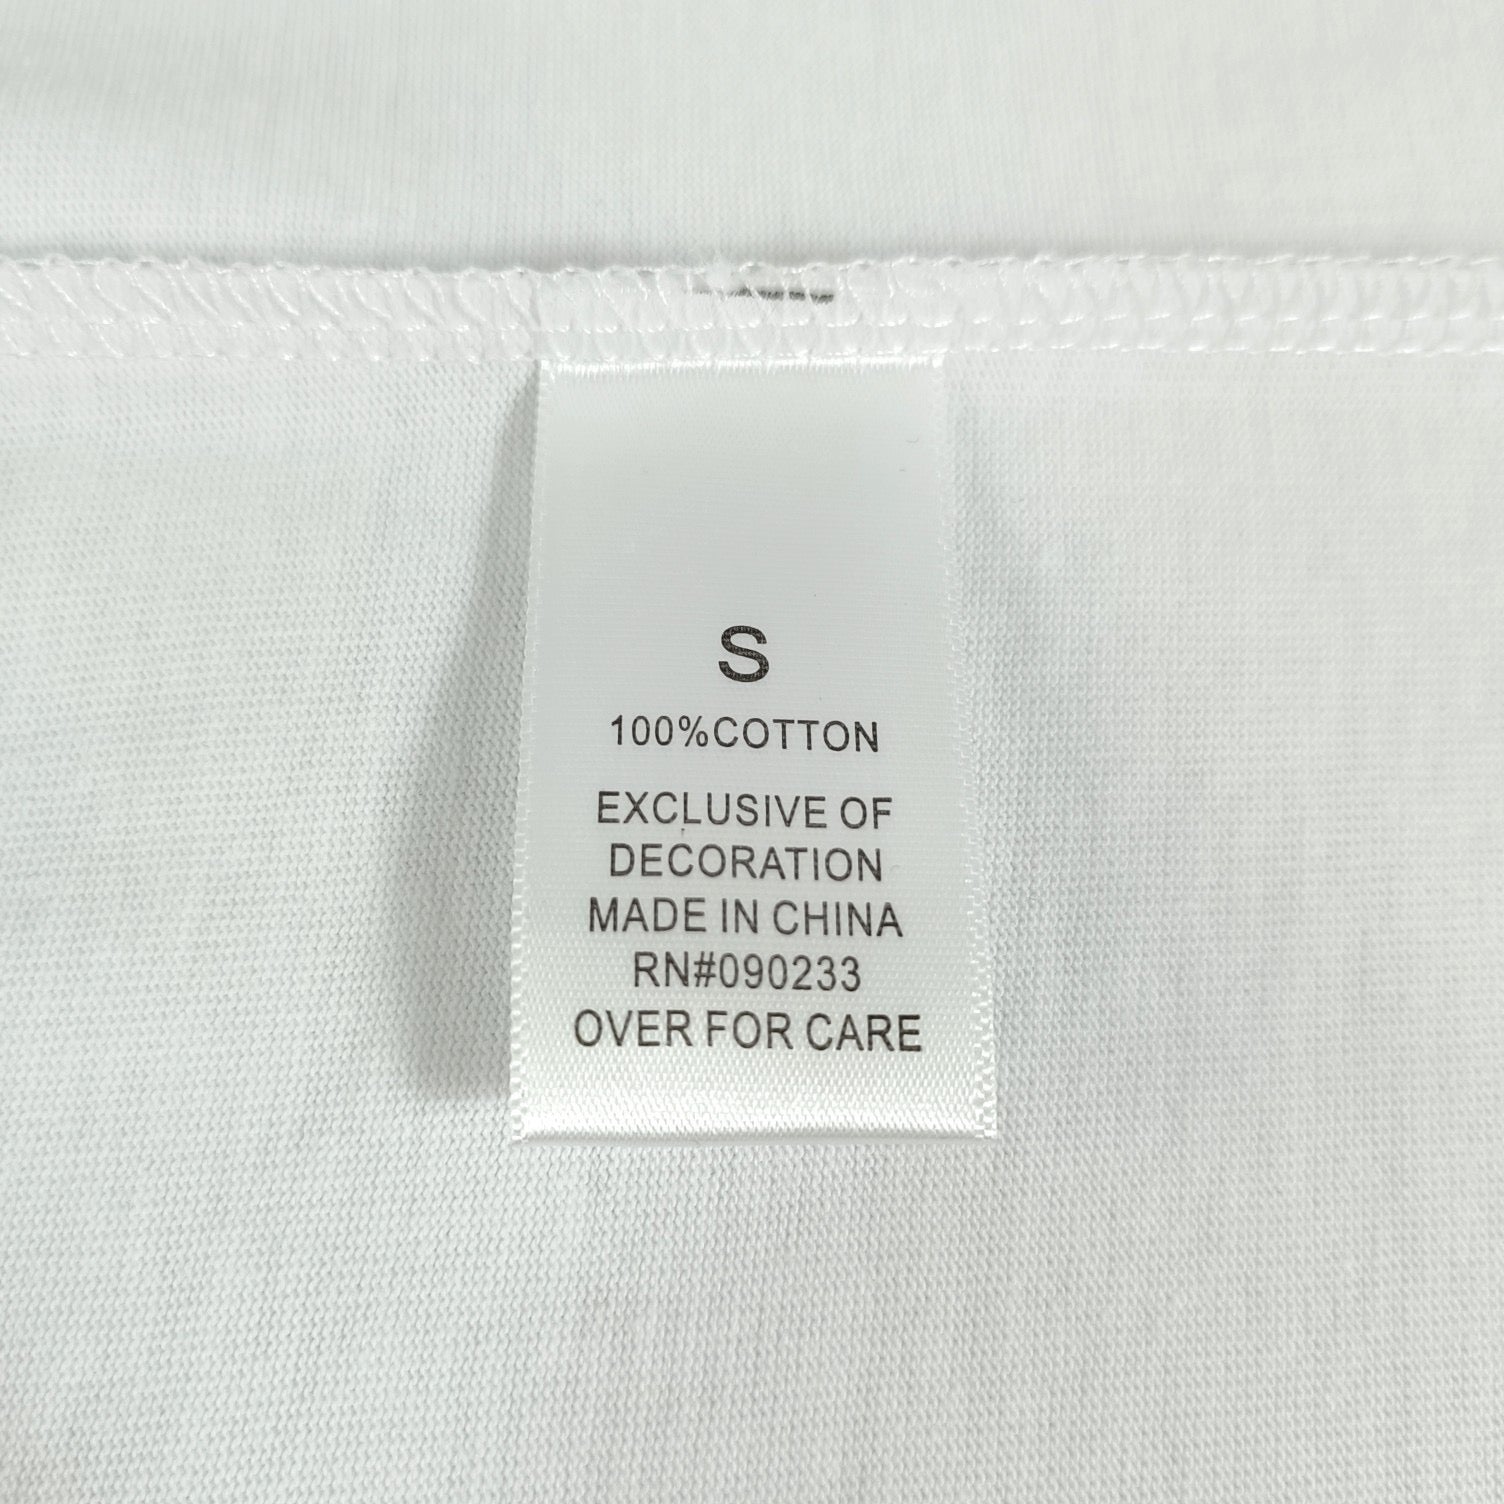 S
100%COTTON
EXCLUSIVE OF
DECORATION
MADE IN CHINA
RN#090233
OVER FOR CARE